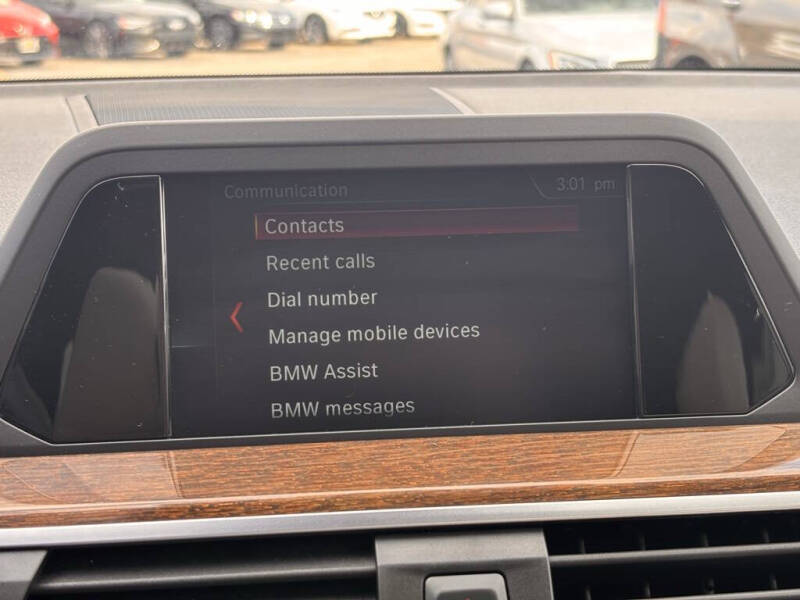 Communication
3:01 pm
Contacts
Recent calls
Dial number
Manage mobile devices
BMW Assist
BMW messages